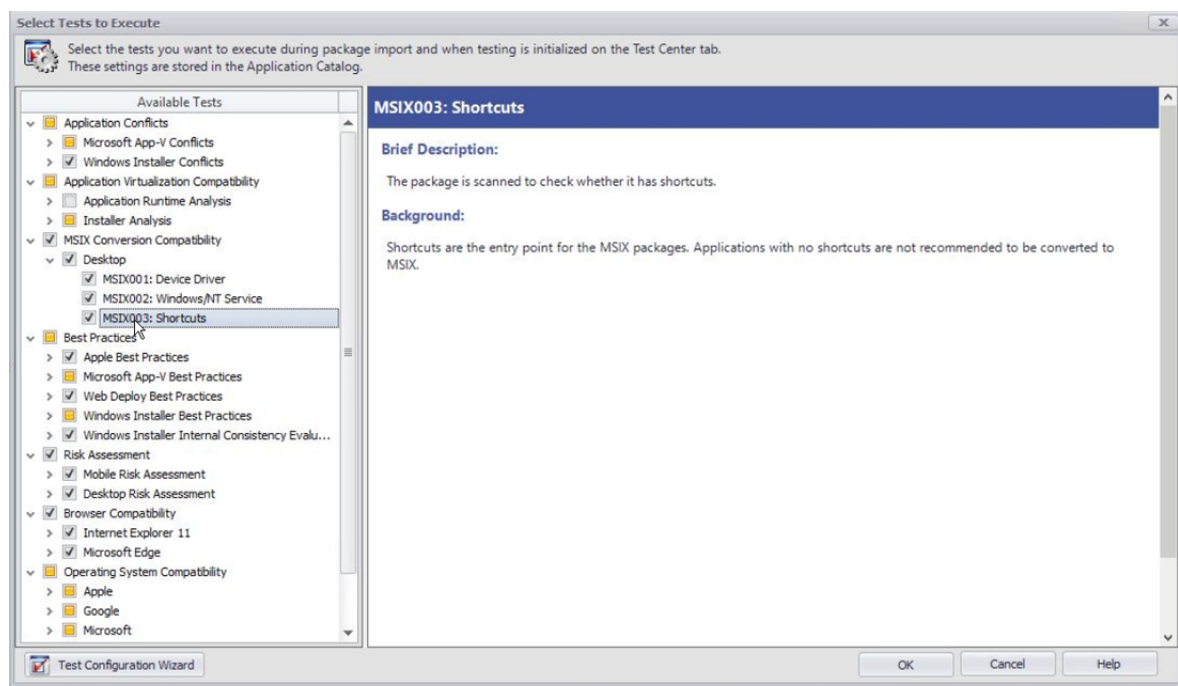 Select Tests to Execute
Select the tests you want to execute during package import and when testing is initialized on the Test Center tab.
These settings are stored in the Application Catalog.
Available Tests
Application Conflicts
Microsoft App-V Conflicts
Windows Installer Conflicts
Application Virtualization Compatibility
Application Runtime Analysis
Installer Analysis
MSIX Conversion Compatibility
Desktop
MSIX001: Device Driver
MSIX002: Windows/NT Service
MSIX003: Shortcuts
Best Practices
Apple Best Practices
Microsoft App-V Best Practices
Web Deploy Best Practices
Windows Installer Best Practices
Windows Installer Internal Consistency Evalu...
Risk Assessment
Mobile Risk Assessment
Desktop Risk Assessment
Browser Compatibility
Internet Explorer 11
Microsoft Edge
Operating System Compatibility
Apple
Google
Microsoft
MSIX003: Shortcuts
Brief Description:
The package is scanned to check whether it has shortcuts.
Background:
Shortcuts are the entry point for the MSIX packages. Applications with no shortcuts are not recommended to be converted to
MSIX.
Test Configuration Wizard
OK
Cancel
Help